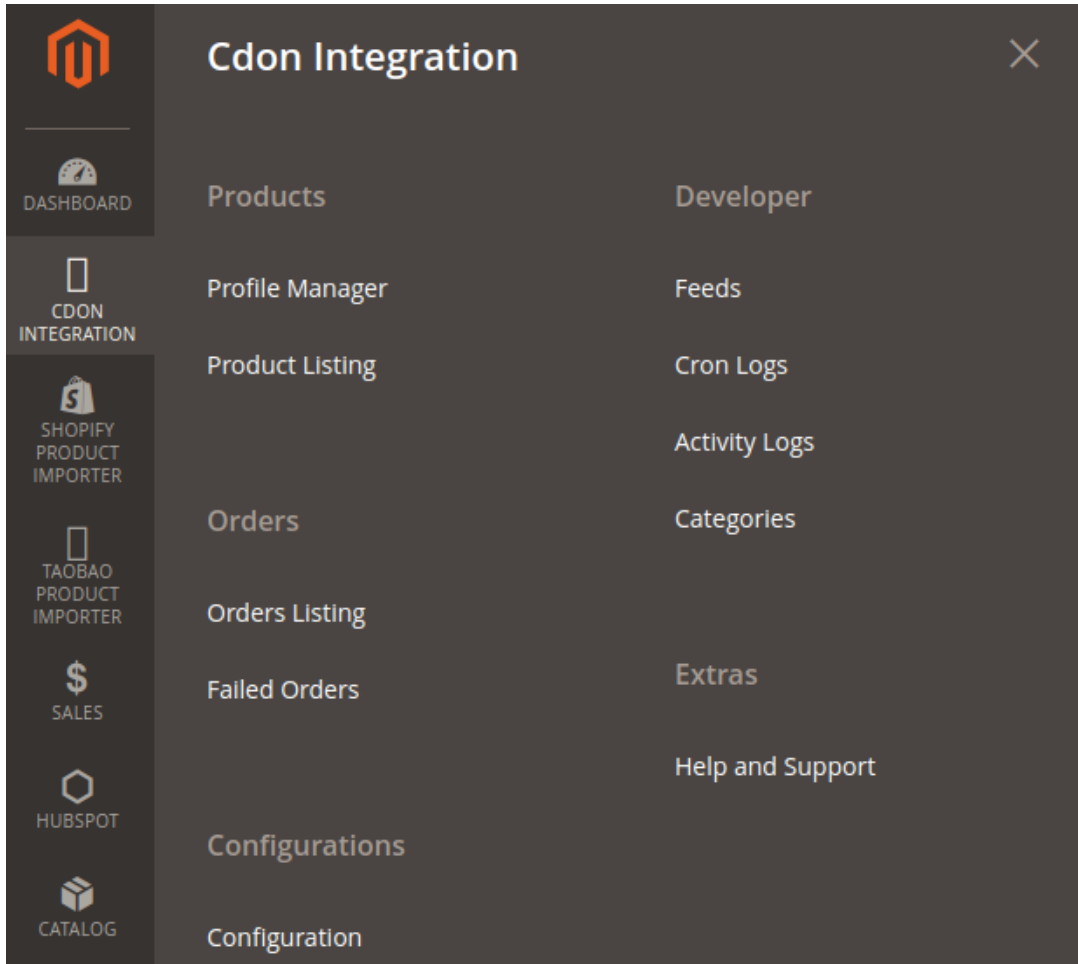 DASHBOARD
CDON
INTEGRATION
SHOPIFY
PRODUCT
IMPORTER
TAOBAO
PRODUCT
IMPORTER
$
SALES
HUBSPOT
CATALOG
Cdon Integration
Products
Profile Manager
Product Listing
Orders
Orders Listing
Failed Orders
Configurations
Configuration
Developer
Feeds
Cron Logs
Activity Logs
Categories
Extras
Help and Support